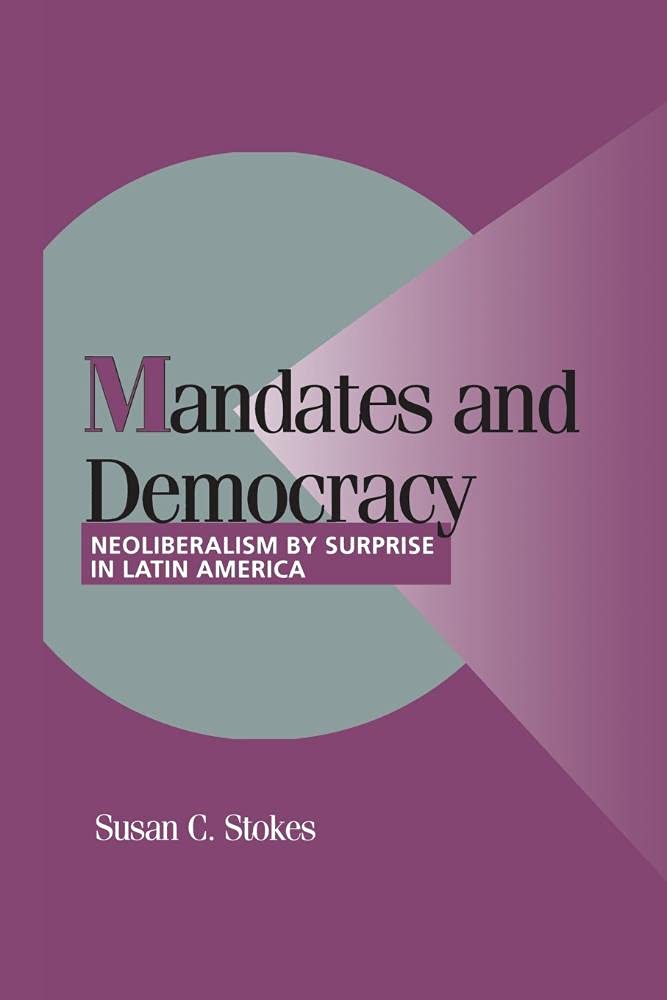 Mandates and
Democracy
NEOLIBERALISM BY SURPRISE
IN LATIN AMERICA
Susan C. Stokes